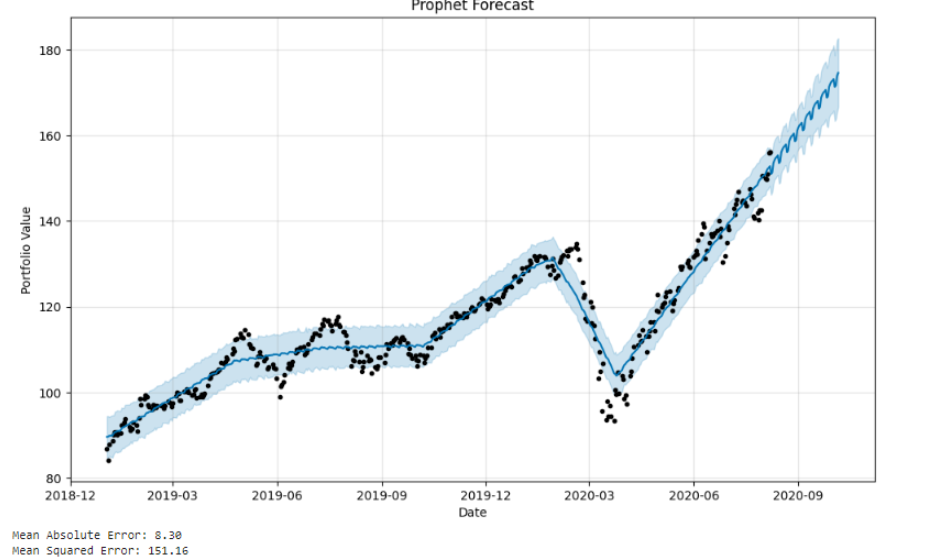 Prophet Forecast
180
160
140
120
100
80
Portfolio Value
2018-12 2019-03 2019-06 2019-09 2019-12 2020-03 2020-06 2020-09
Date
Mean Absolute Error: 8.30
Mean Squared Error: 151.16